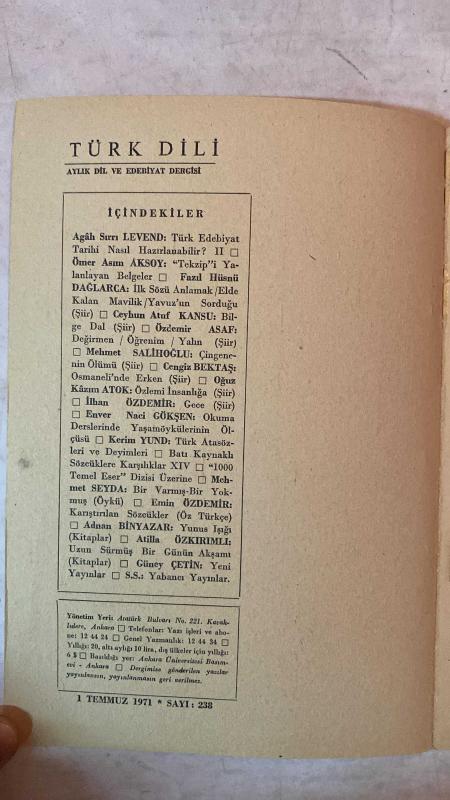 TÜRK DİLİ
AYLIK DİL VE EDEBİYAT DERGİSİ
İÇİNDEKİLER
Agâh Sırrı LEVEND: Türk Edebiyat
Tarihi Nasıl Hazırlanabilir? II □
Ömer Asım AKSOY: “Tekzip”i Ya-
lanlayan Belgeler □ Fazıl Hüsnü
DAĞLARCA: İlk Sözü Anlamak/Elde
Kalan Mavilik/Yavuz'un Sorduğu
(Şiir) □ Ceyhun Atuf KANSU: Bil-
ge Dal (Şiir) □ Özdemir ASAF:
Değirmen / Öğrenim / Yalın (Şiir)
□ Mehmet SALİHOĞLU: Çingene-
nin Ölümü (Şiir) □ Cengiz BEKTAŞ:
Osmaneli'nde Erken (Şiir) □ Oğuz
Kâzım ATOK: Özlemi İnsanlığa (Şiir)
□ İlhan ÖZDEMİR: Gece (Şiir)
□ Enver Naci GÖKŞEN: Okuma
Derslerinde Yaşamöykülerinin Öl-
çüsü □ Kerim YUND: Türk Atasöz-
leri ve Deyimleri □ Batı Kaynaklı
Sözcüklere Karşılıklar XIV □ “1000
Temel Eser” Dizisi Üzerine □ Meh-
met SEYDA: Bir Varmış-Bir Yok-
muş (Öykü) □ Emin ÖZDEMİR:
Karıştırılan Sözcükler (Öz Türkçe)
□ Adnan BİNYAZAR: Yunus Işığı
(Kitaplar) □ Atilla ÖZKIRIMLI:
Uzun Sürmüş Bir Günün Akşamı
(Kitaplar) □ Güney ÇETİN: Yeni
Yayınlar □ S.S.: Yabancı Yayınlar.
Yönetim Yeri: Atatürk Bulvarı No. 221. Kavak-
lıdere, Ankara □ Telefonlar: Yazı işleri ve abo-
ne: 12 44 24 □ Genel Yazmanlık: 12 44 34 □
Yıllığı: 20, altı aylığı 10 lira, dış ülkeler için yıllığı:
6 $ □ Basıldığı yer: Ankara Üniversitesi Basım-
evi - Ankara □ Dergimize gönderilen yazılar
yayınlansın, yayınlanmasın geri verilmez.
1 TEMMUZ 1971 * SAYI: 238